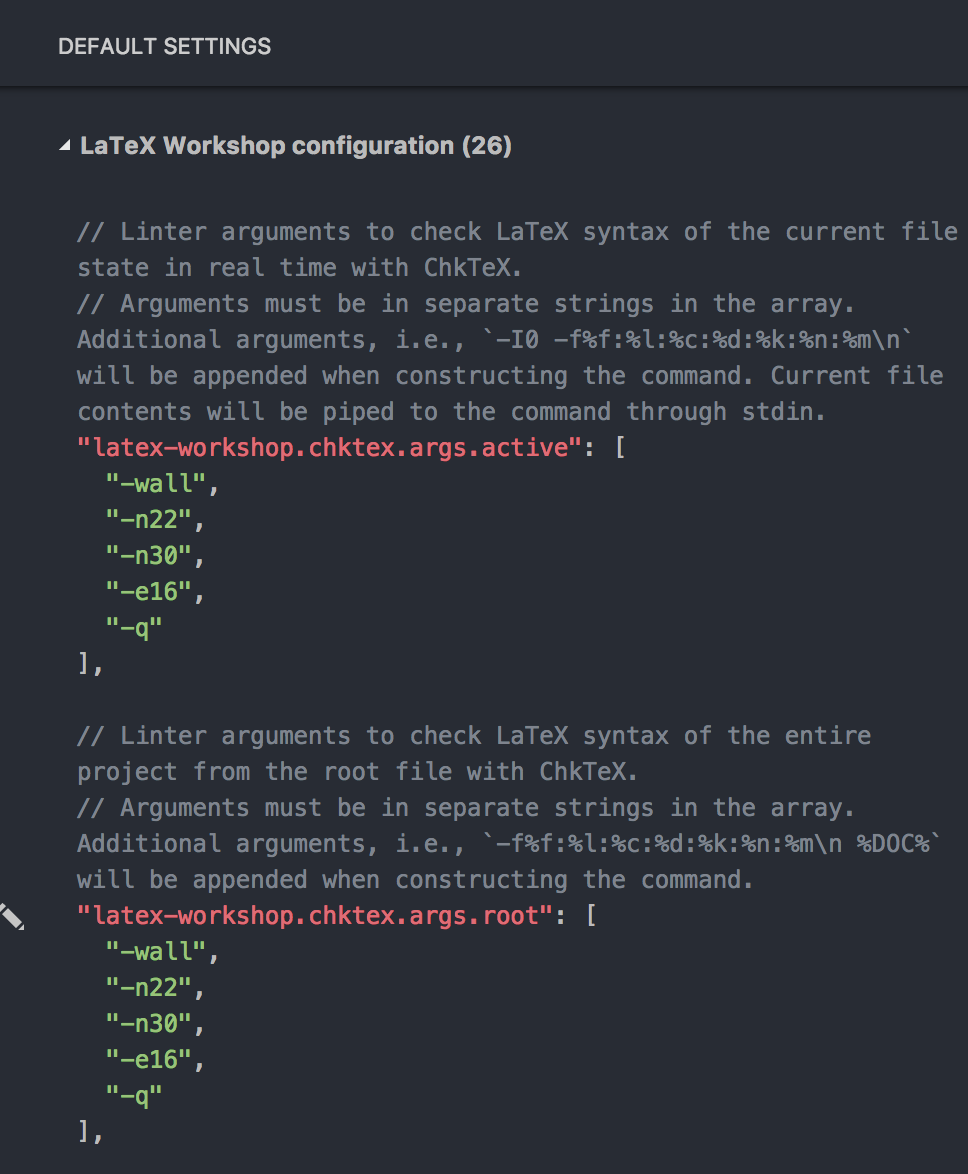 DEFAULT SETTINGS
LaTeX Workshop configuration (26)
// Linter arguments to check LaTeX syntax of the current file
state in real time with ChkTeX.
// Arguments must be in separate strings in the array.
Additional arguments, i.e., `-I0 -f%f:%l:%c:%d:%k:%n:%m\n`
will be appended when constructing the command. Current file
contents will be piped to the command through stdin.
"latex-workshop.chktex.args.active": [
"-wall",
"-n22",
"-n30",
"-e16",
"-q"
],
// Linter arguments to check LaTeX syntax of the entire
project from the root file with ChkTeX.
// Arguments must be in separate strings in the array.
Additional arguments, i.e., `-f%f:%l:%c:%d:%k:%n:%m\n %DOC%`
will be appended when constructing the command.
"latex-workshop.chktex.args.root": [
"-wall",
"-n22",
"-n30",
"-e16",
"-q"
],